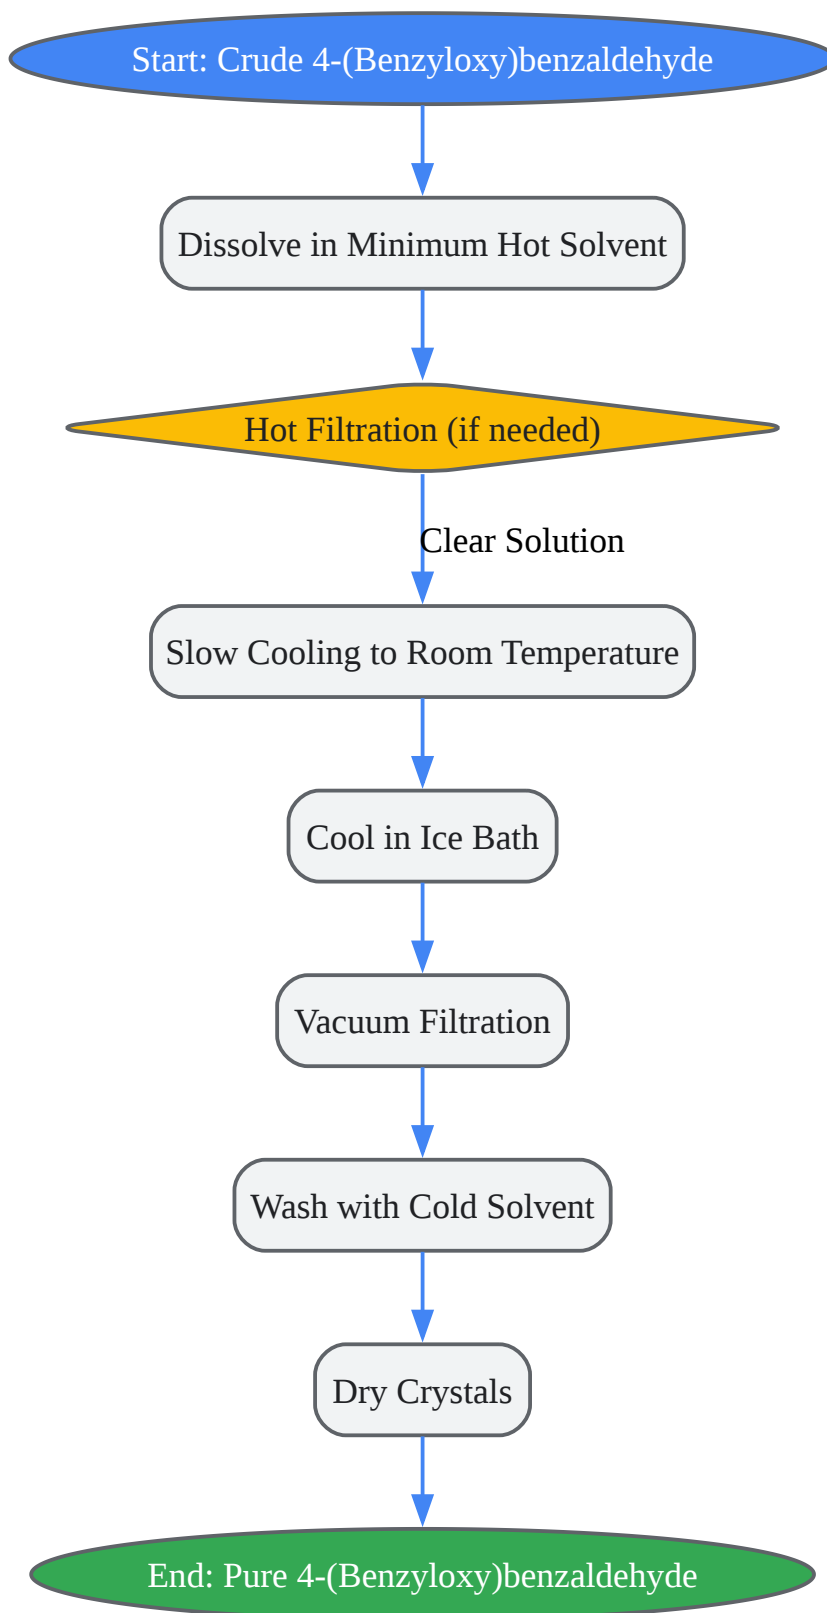 Start: Crude 4-(Benzyloxy)benzaldehyde
Dissolve in Minimum Hot Solvent
Hot Filtration (if needed)
Clear Solution
Slow Cooling to Room Temperature
Cool in Ice Bath
Vacuum Filtration
Wash with Cold Solvent
Dry Crystals
End: Pure 4-(Benzyloxy)benzaldehyde